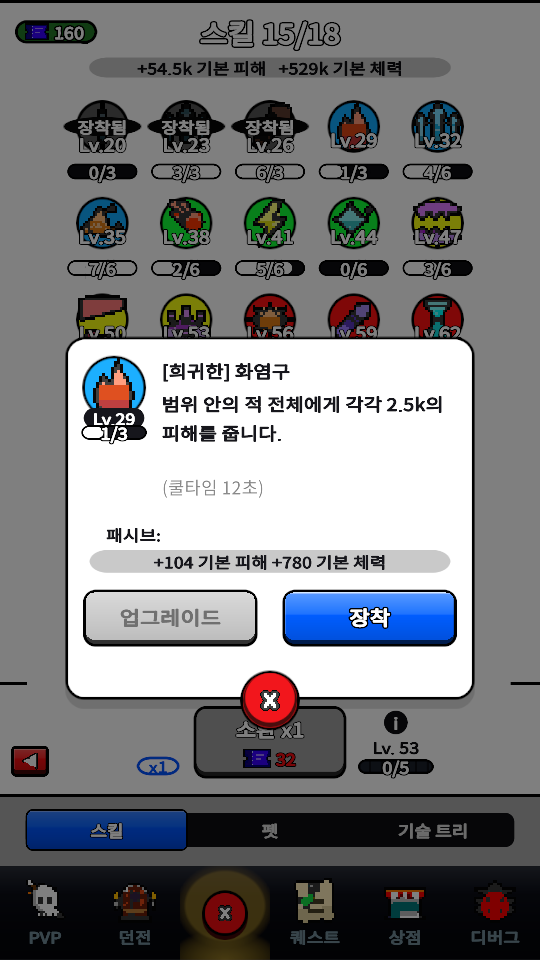 160
스킬 15/18
+54.5k 기본 피해 +529k 기본 체력
장착됨 장착됨 장착됨
Lv.20 Lv.23 Lv.26 Lv.29 Lv.32
0/3 3/3 6/3 1/3 4/6
Lv.35 Lv.38 Lv.41 Lv.44 Lv.47
7/6 2/6 5/6 0/6 3/6
Lv.50 Lv.53 Lv.56 Lv.59 Lv.62
[희귀한] 화염구
범위 안의 적 전체에게 각각 2.5k의
피해를 줍니다.
Lv.29
1/3
(쿨타임 12초)
패시브:
+104 기본 피해 +780 기본 체력
업그레이드 장착
X
소환 x1
32
x1
i
Lv. 53
0/5
스킬 펫 기술 트리
X
PVP 던전 퀘스트 상점 디버그